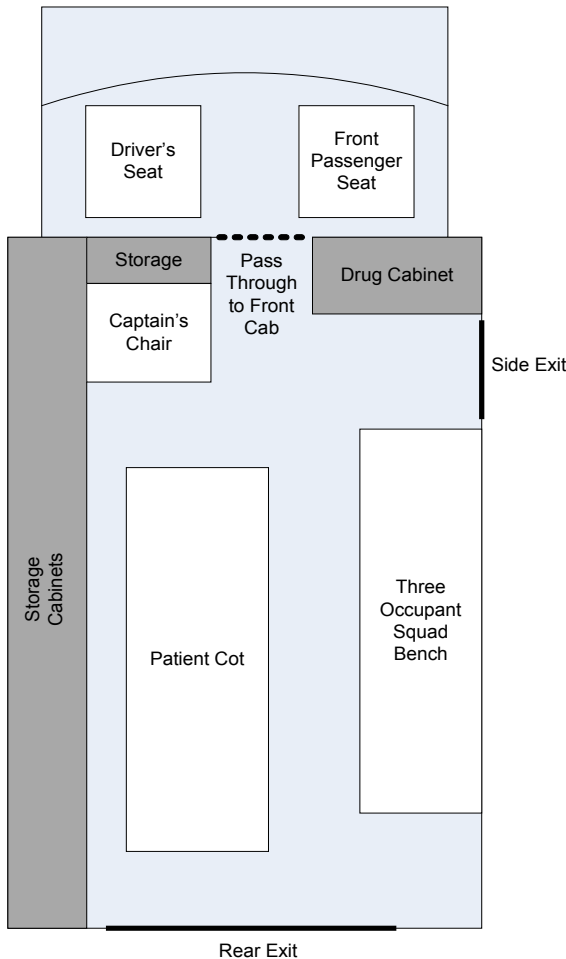 Driver's
Seat
Front
Passenger
Seat
Storage
Pass
Through
to Front
Cab
Drug Cabinet
Captain's
Chair
Side Exit
Storage
Cabinets
Three
Occupant
Squad
Bench
Patient Cot
Rear Exit